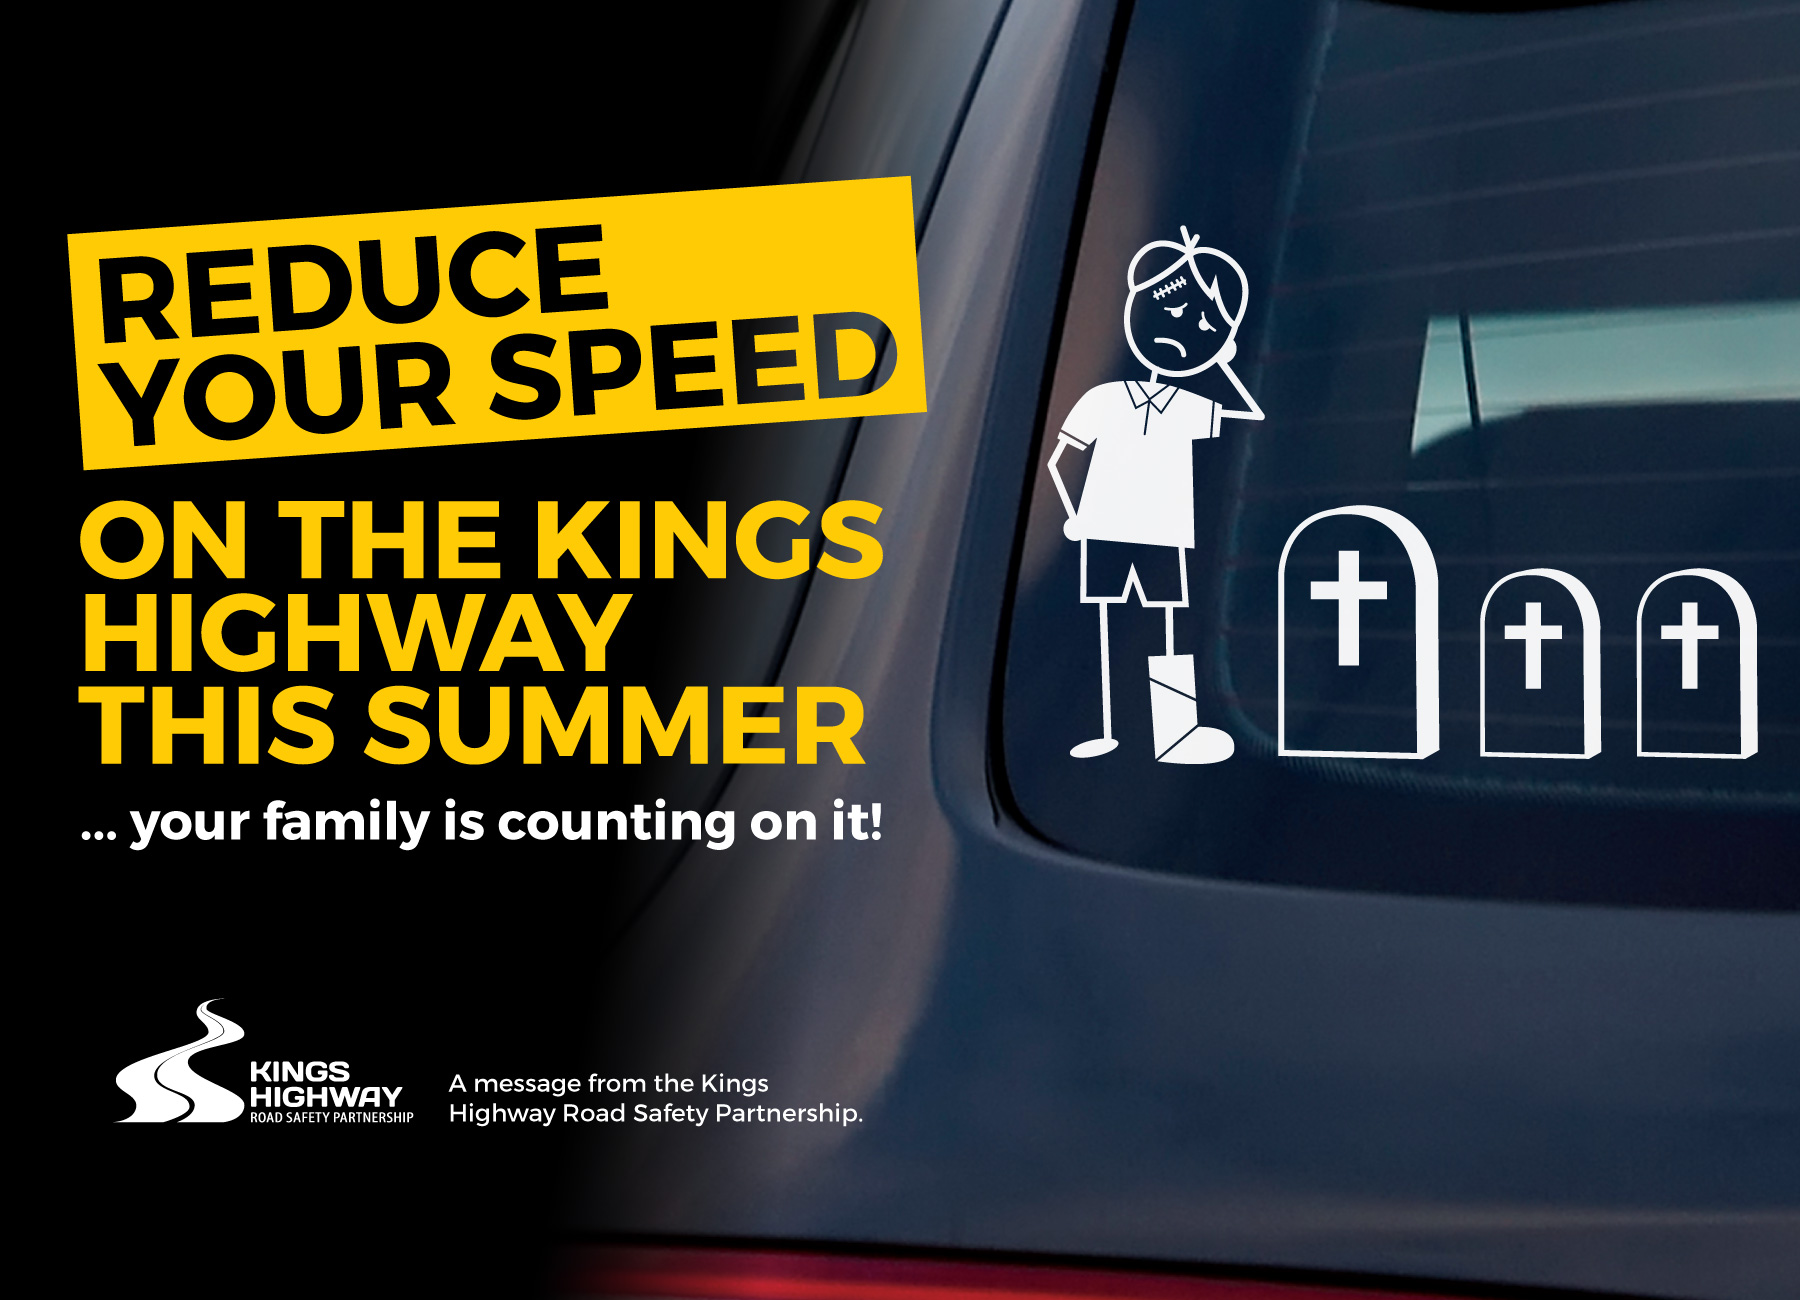 REDUCE
YOUR SPEED
ON THE KINGS
HIGHWAY
THIS SUMMER
... your family is counting on it!
KINGS
HIGHWAY
ROAD SAFETY PARTNERSHIP
A message from the Kings
Highway Road Safety Partnership.